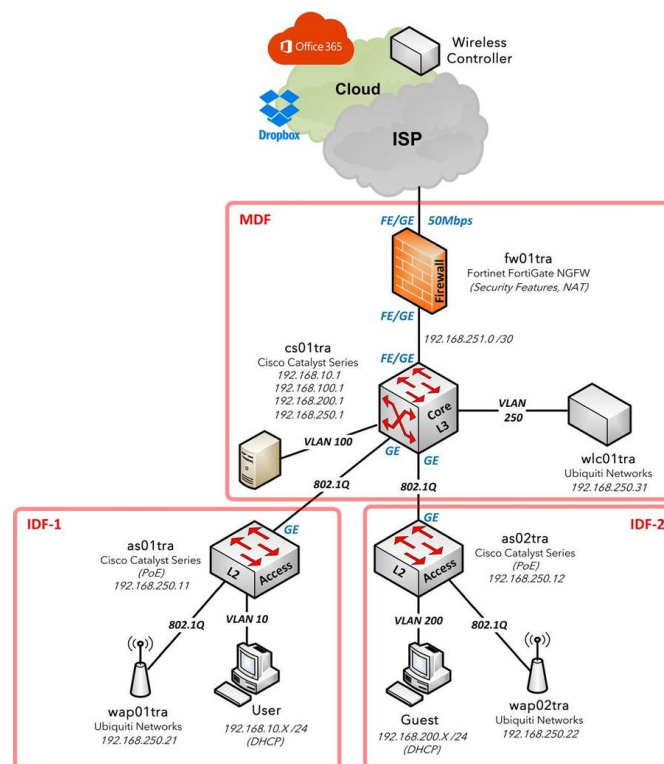 Office 365
Wireless
Controller
Cloud
Dropbox
ISP
MDF
FE/GE
50Mbps
Firewall
fw01tra
Fortinet FortiGate NGFW
(Security Features, NAT)
FE/GE
192.168.251.0 /30
cs01tra
Cisco Catalyst Series
192.168.10.1
192.168.100.1
192.168.200.1
192.168.250.1
FE/GE
Core
L3
VLAN
250
wlc01tra
Ubiquiti Networks
192.168.250.31
VLAN 100
GE
GE
802.1Q
802.1Q
IDF-1
as01tra
Cisco Catalyst Series
(PoE)
192.168.250.11
GE
L2
Access
802.1Q
VLAN 10
wap01tra
Ubiquiti Networks
192.168.250.21
User
192.168.10.X /24
(DHCP)
IDF-2
GE
as02tra
Cisco Catalyst Series
(PoE)
192.168.250.12
L2
Access
VLAN 200
802.1Q
Guest
192.168.200.X /24
(DHCP)
wap02tra
Ubiquiti Networks
192.168.250.22